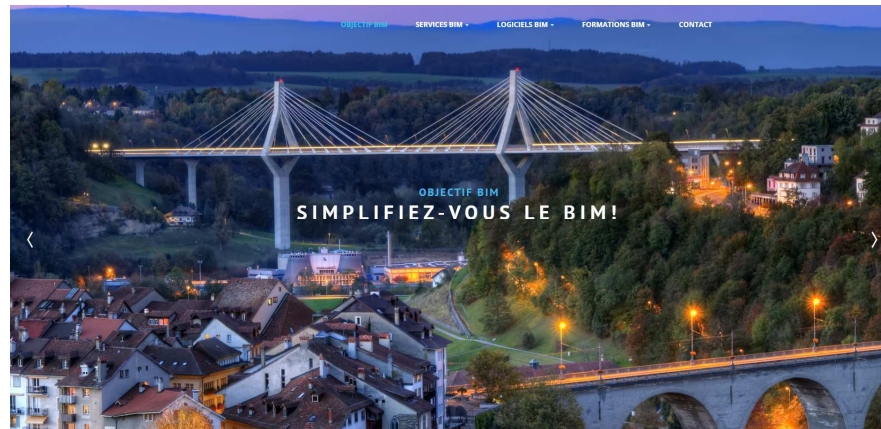 OBJECTIF BIM SERVICES BIM LOGICIELS BIM FORMATIONS BIM CONTACT
OBJECTIF BIM
SIMPLIFIEZ-VOUS LE BIM!